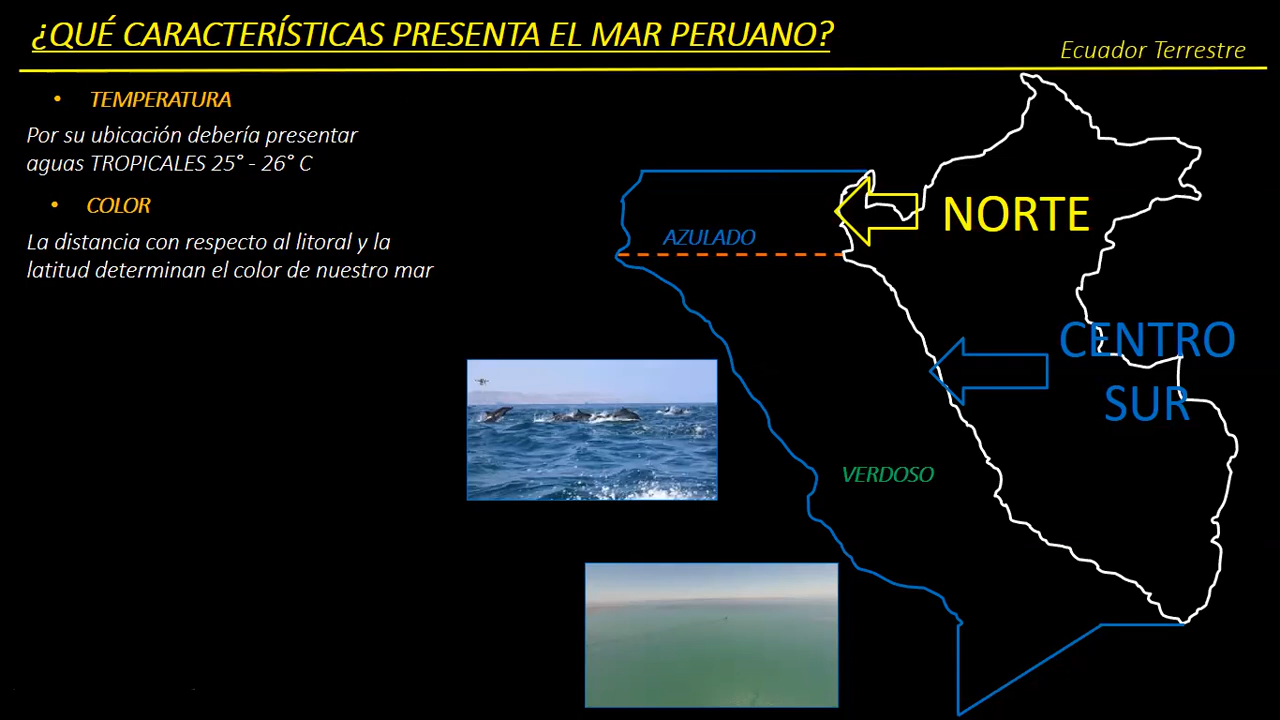 ¿QUÉ CARACTERÍSTICAS PRESENTA EL MAR PERUANO?
Ecuador Terrestre
• TEMPERATURA
Por su ubicación debería presentar
aguas TROPICALES 25° - 26° C
• COLOR
La distancia con respecto al litoral y la
latitud determinan el color de nuestro mar
NORTE
AZULADO
CENTRO
SUR
VERDOSO